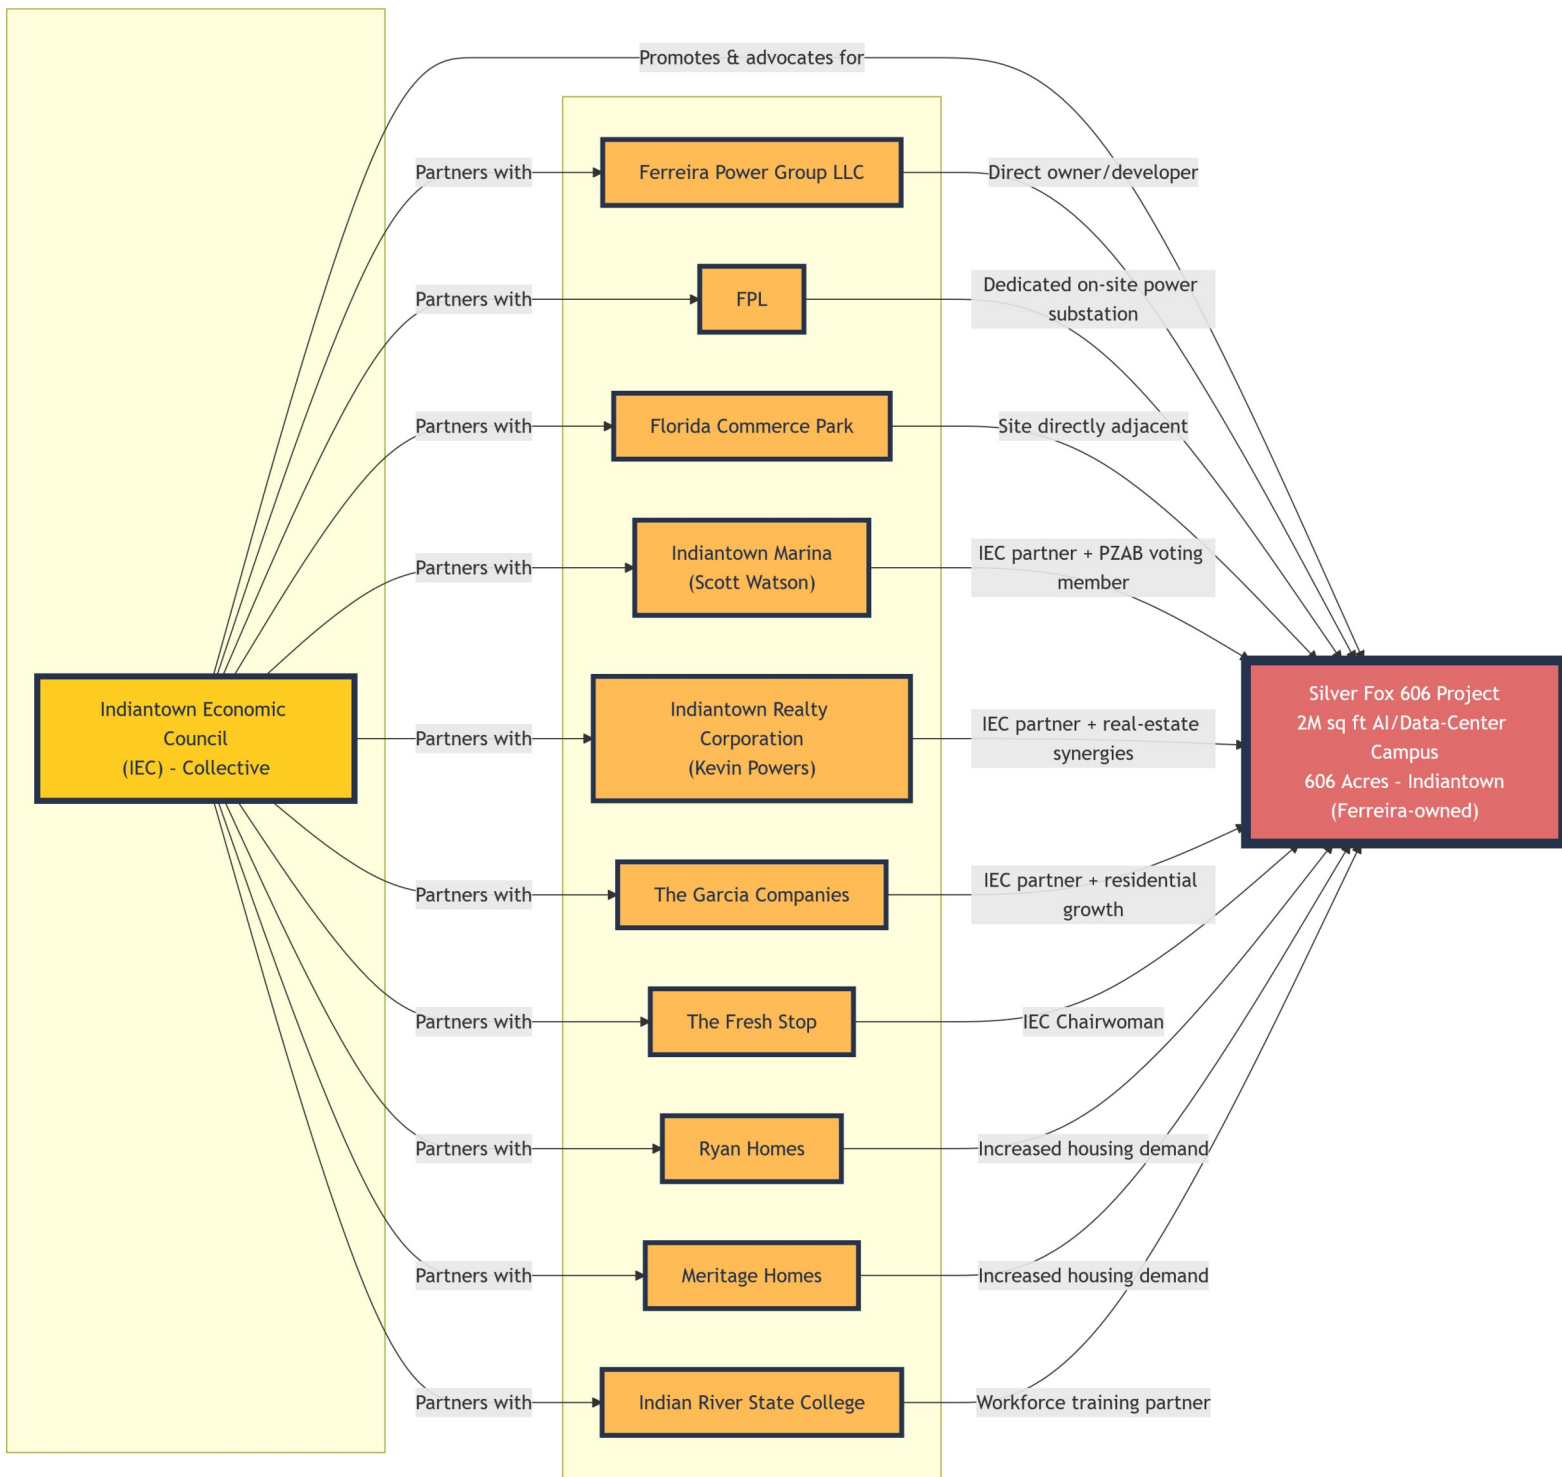 Promotes & advocates for
Partners with
Ferreira Power Group LLC
Direct owner/developer
Partners with
FPL
Dedicated on-site power
substation
Partners with
Florida Commerce Park
Site directly adjacent
Partners with
Indiantown Marina
(Scott Watson)
IEC partner + PZAB voting
member
Indiantown Economic
Council
(IEC) - Collective
Partners with
Indiantown Realty
Corporation
(Kevin Powers)
IEC partner + real-estate
synergies
Silver Fox 606 Project
2M sq ft AI/Data-Center
Campus
606 Acres - Indiantown
(Ferreira-owned)
Partners with
The Garcia Companies
IEC partner + residential
growth
Partners with
The Fresh Stop
IEC Chairwoman
Partners with
Ryan Homes
Increased housing demand
Partners with
Meritage Homes
Increased housing demand
Partners with
Indian River State College
Workforce training partner